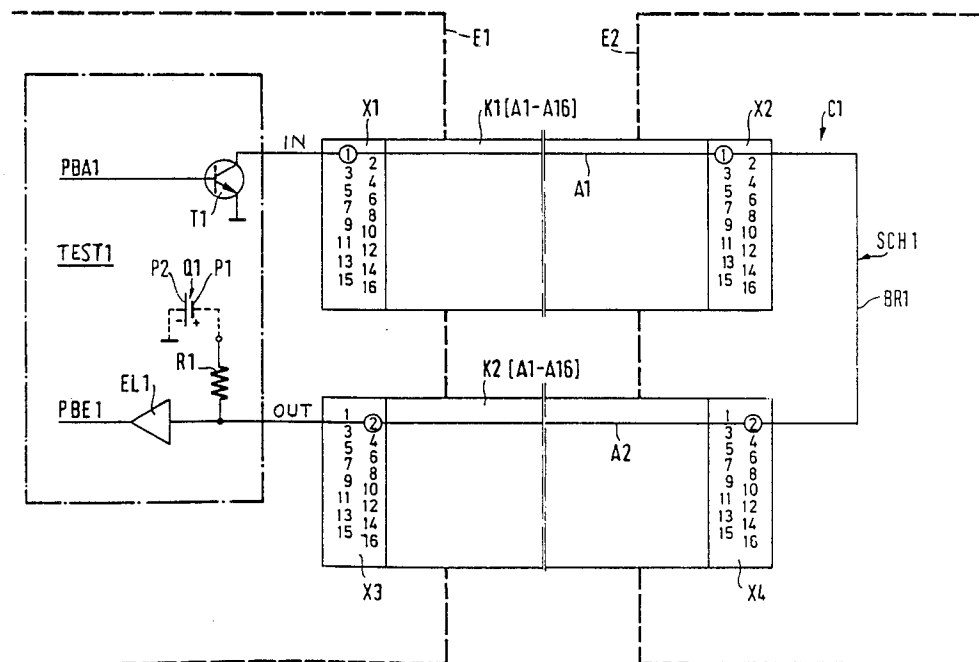 E1
E2
X1
K1 [A1-A16]
X2
C1
IN
PBA1
T1
TEST1
A1
1
2
3
4
5
6
7
8
9
10
11
12
13
14
15
16
1
2
3
4
5
6
7
8
9
10
11
12
13
14
15
16
SCH1
BR1
P2
Q1
P1
-
+
R1
EL1
K2 [A1-A16]
PBE1
OUT
A2
1
2
3
4
5
6
7
8
9
10
11
12
13
14
15
16
1
2
3
4
5
6
7
8
9
10
11
12
13
14
15
16
X3
X4